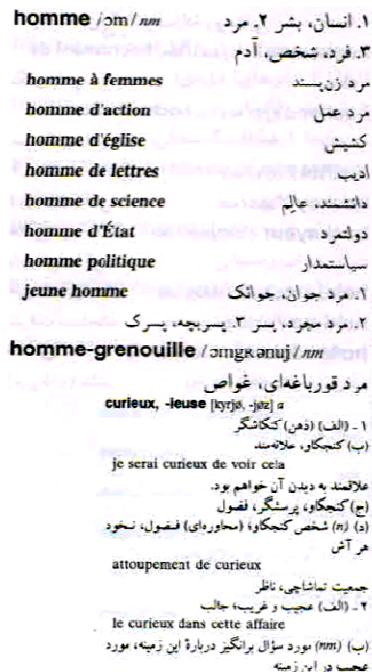 homme /ɔm/ nm ۱. انسان، بشر ۲. مرد
۳. فرد، شخص، آدم
homme à femmes مرد زن‌پسند
homme d'action مرد عمل
homme d'église کشیش
homme de lettres ادیب
homme de science دانشمند، عالِم
homme d'État دولتمرد
homme politique سیاستمدار
jeune homme ۱. مرد جوان، جوانک
۲. مرد مجرد، پسر ۳. پسربچه، پسرک
homme-grenouille /ɔmgʀənuj/ nm
مرد قورباغه‌ای، غواص
curieux, -ieuse [kyrjø, -jøz] a
۱ - (الف) (ذهن) کنکاشگر
(ب) کنجکاو، علاقه‌مند
je serai curieux de voir cela
علاقمند به دیدن آن خواهم بود.
(ج) کنجکاو، پرسشگر، فضول
(د) (n) شخص کنجکاو، (محاوره‌ای) فضول، نخود
هر آش
attoupement de curieux
جمعیت تماشاچی، ناظر
۲ - (الف) عجیب و غریب، جالب
le curieux dans cette affaire
(ب) (nm) مورد سؤال برانگیز دربارهٔ این زمینه، مورد
عجیب در این زمینه